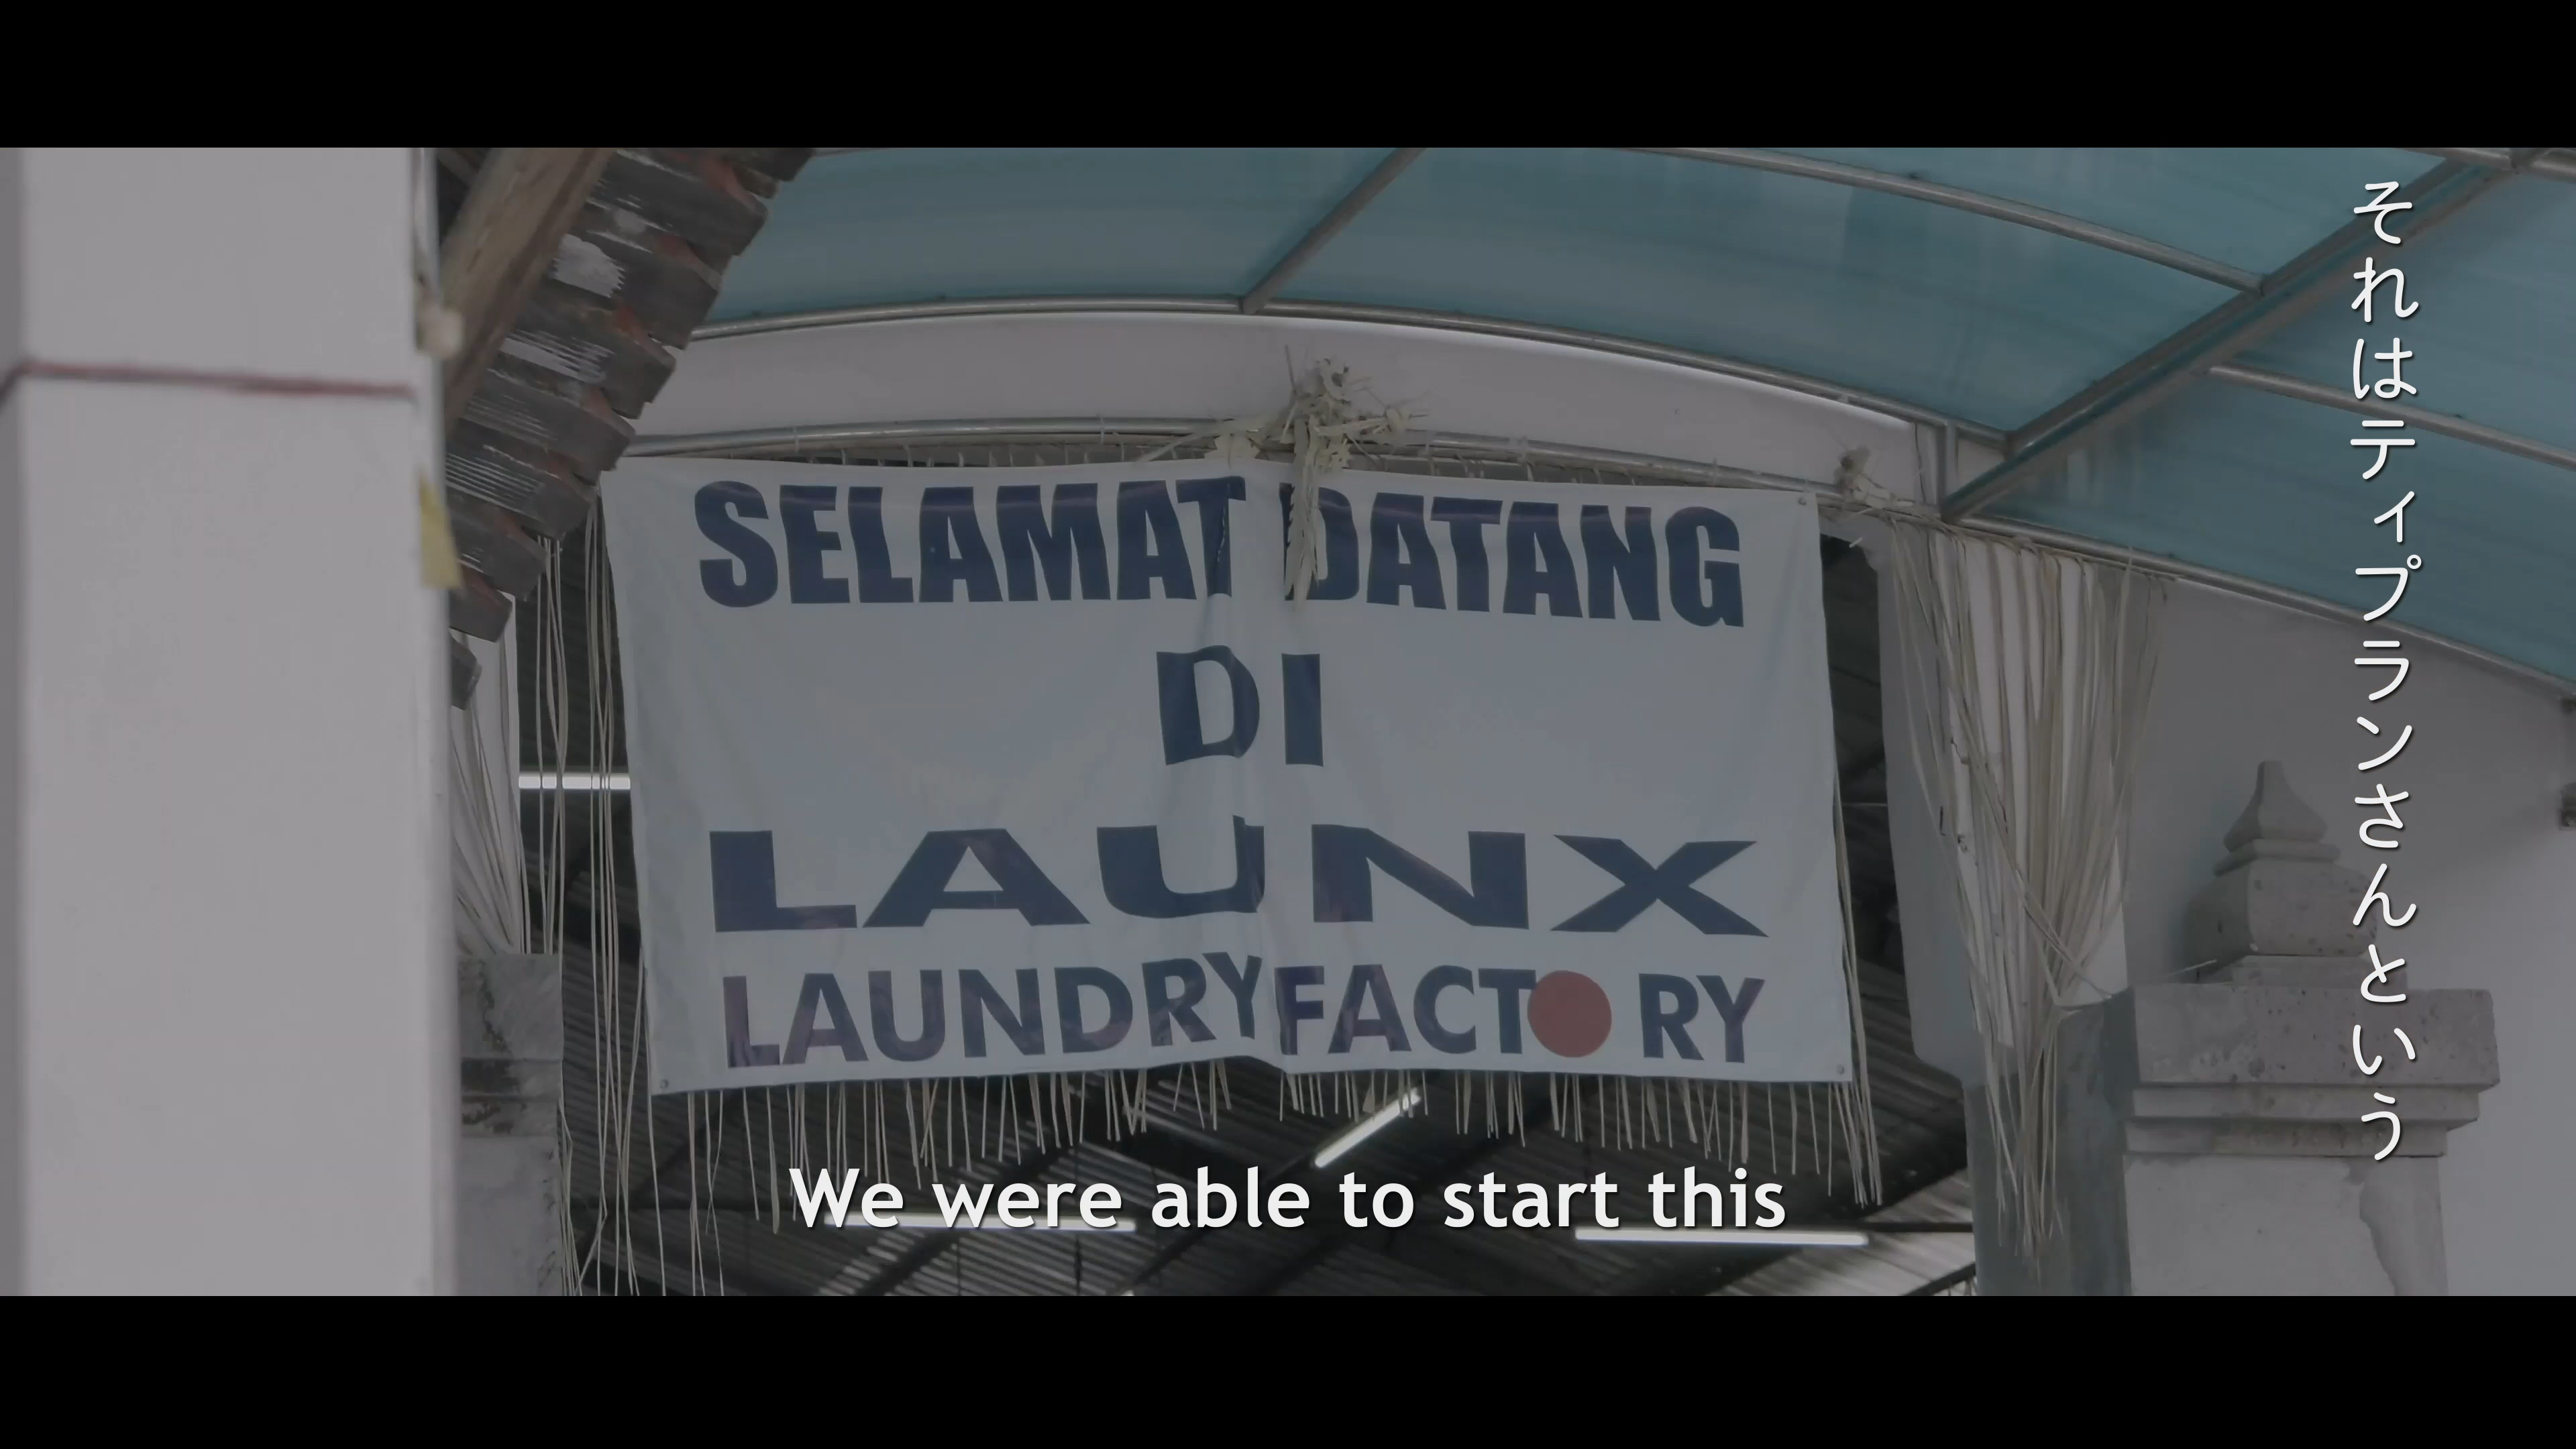 SELAMAT DATANG
DI
LAUNX
LAUNDRY FACTORY
We were able to start this
それはティプランさんという